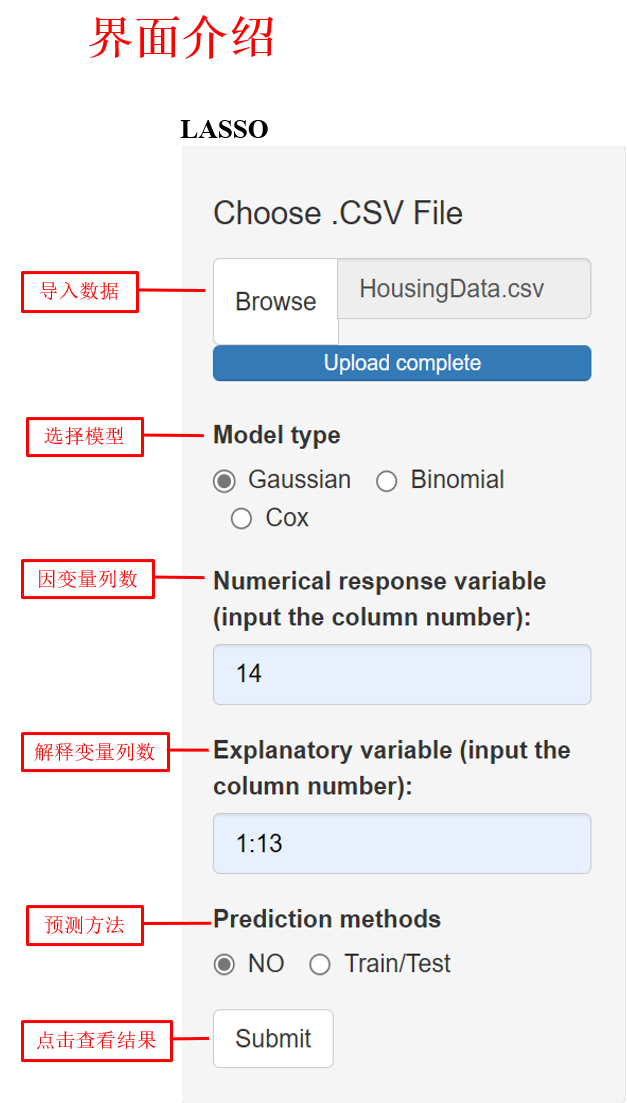 界面介绍
LASSO
Choose .CSV File
导入数据
Browse
HousingData.csv
Upload complete
选择模型
Model type
Gaussian
Binomial
Cox
因变量列数
Numerical response variable
(input the column number):
14
解释变量列数
Explanatory variable (input the
column number):
1:13
预测方法
Prediction methods
NO
Train/Test
点击查看结果
Submit